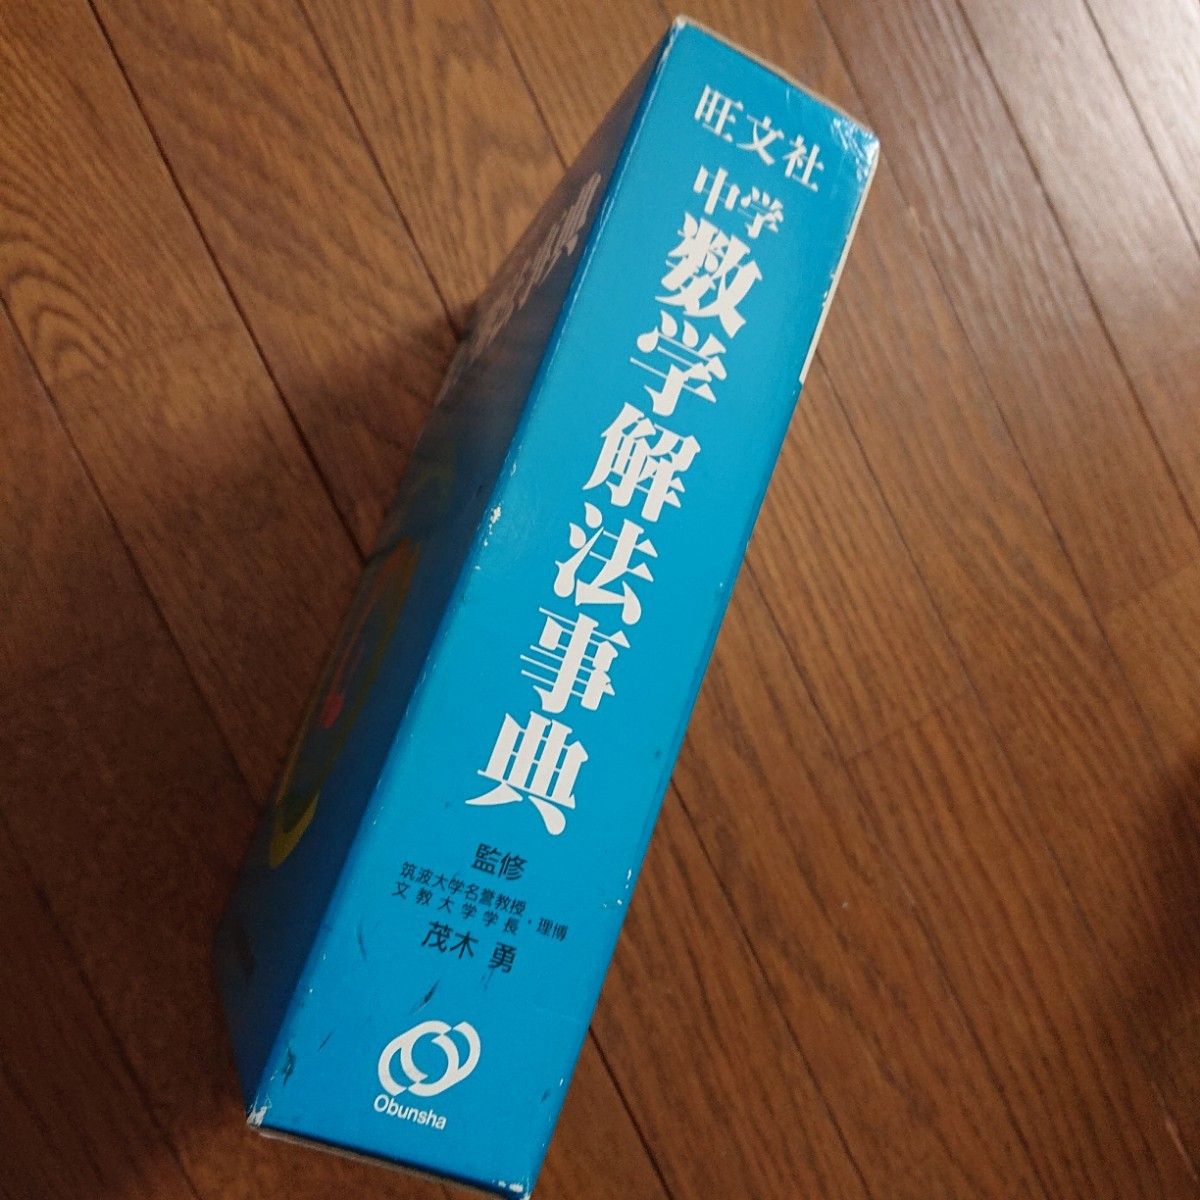 旺文社
中学
数学解法事典
監修
筑波大学名誉教授
文教大学学長・理博
茂木 勇
Obunsha